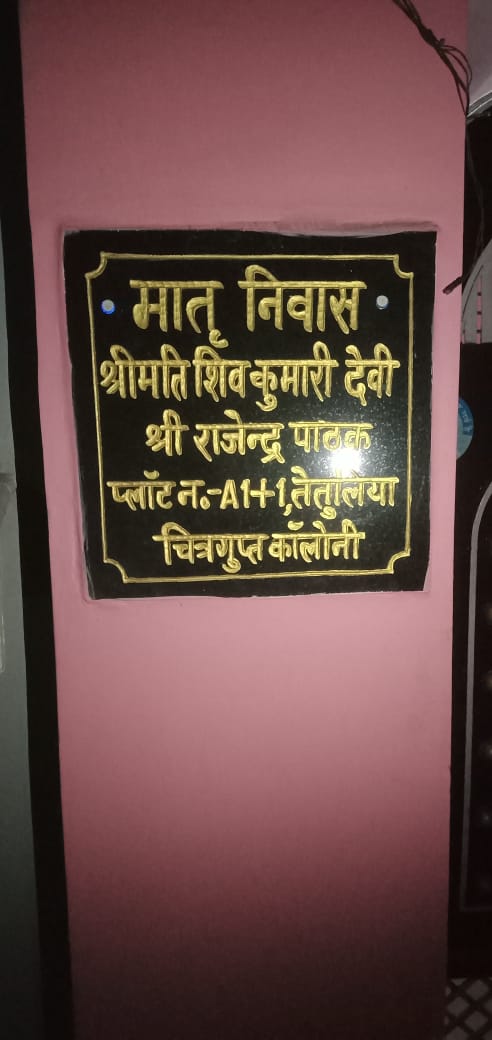 मातृ निवास
श्रीमति शिव कुमारी देवी
श्री राजेन्द्र पाठक
प्लॉट न.-A1+1,तेतुलिया
चित्रगुप्त कॉलोनी